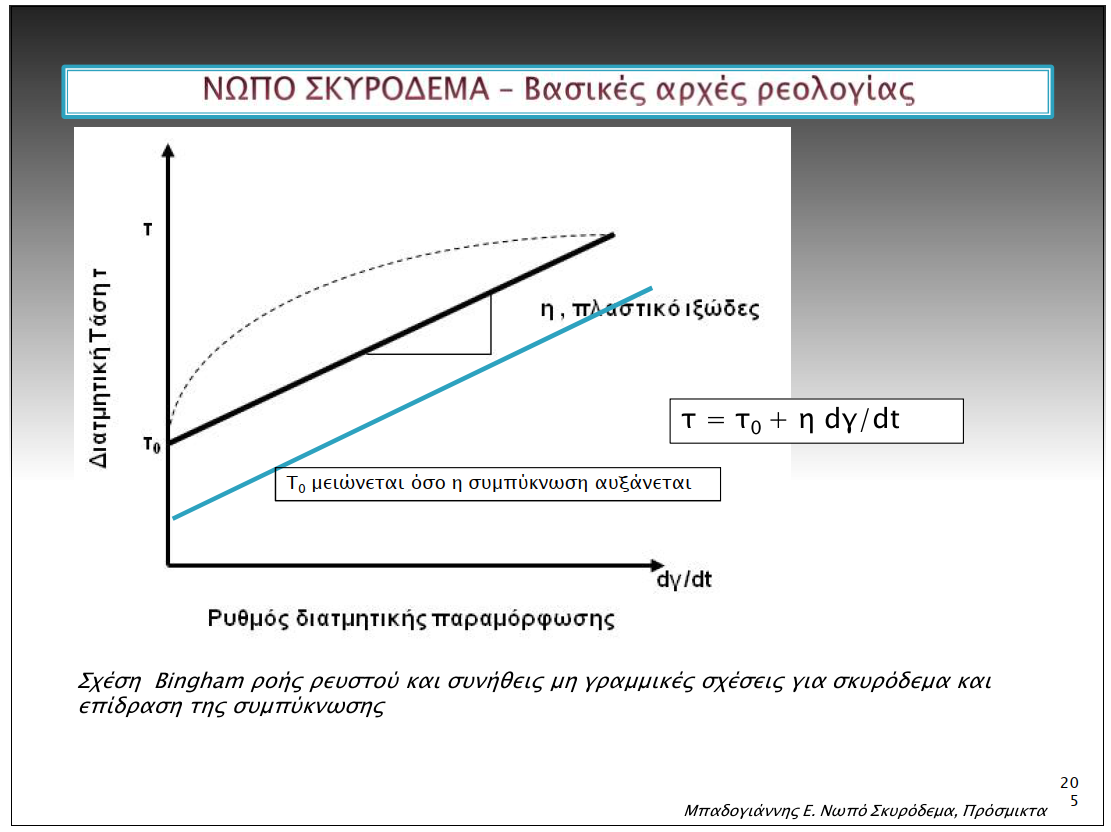 ΝΩΠΟ ΣΚΥΡΟΔΕΜΑ – Βασικές αρχές ρεολογίας
τ
Διατμητική Τάση τ
η , πλαστικό ιξώδες
τ = τ₀ + η dγ/dt
τ₀
Τ₀ μειώνεται όσο η συμπύκνωση αυξάνεται
dγ/dt
Ρυθμός διατμητικής παραμόρφωσης
Σχέση Bingham ροής ρευστού και συνήθεις μη γραμμικές σχέσεις για σκυρόδεμα και
επίδραση της συμπύκνωσης
20
5
Μπαδογιάννης Ε. Νωπό Σκυρόδεμα, Πρόσμικτα